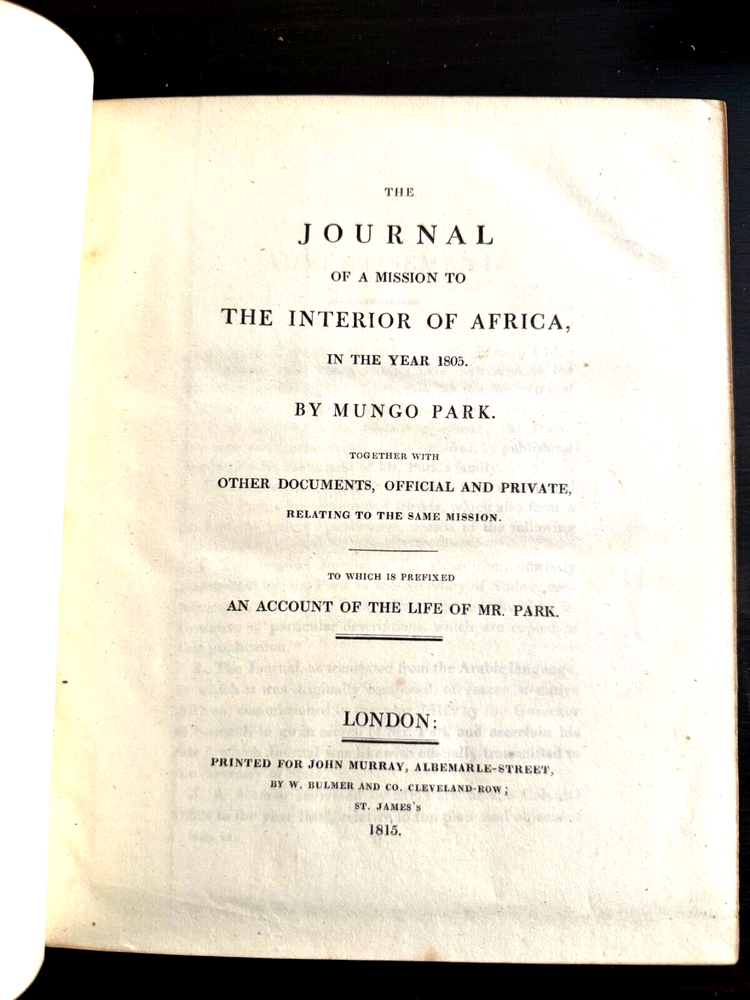 THE
JOURNAL
OF A MISSION TO
THE INTERIOR OF AFRICA,
IN THE YEAR 1805.
BY MUNGO PARK.
TOGETHER WITH
OTHER DOCUMENTS, OFFICIAL AND PRIVATE,
RELATING TO THE SAME MISSION.
TO WHICH IS PREFIXED
AN ACCOUNT OF THE LIFE OF MR. PARK.
LONDON:
PRINTED FOR JOHN MURRAY, ALBEMARLE-STREET,
BY W. BULMER AND CO. CLEVELAND-ROW;
ST. JAMES's
1815.